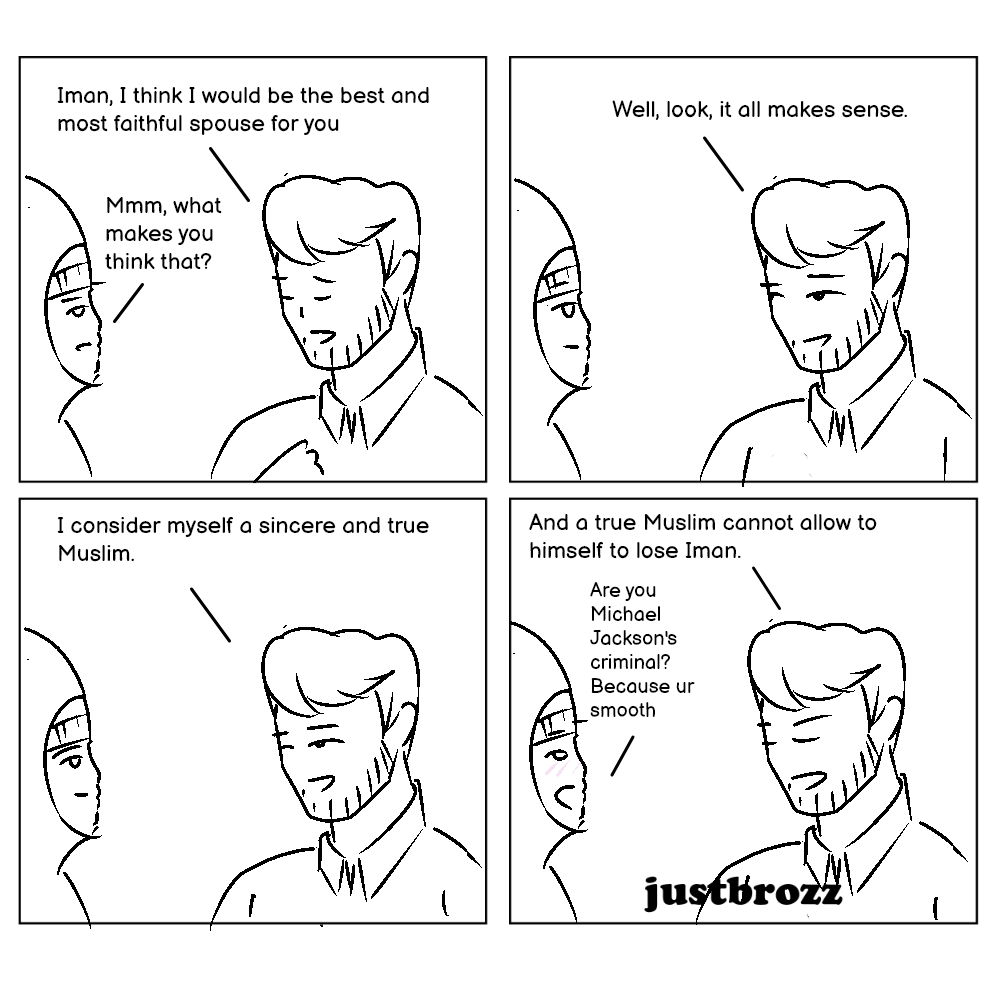 Iman, I think I would be the best and
most faithful spouse for you
Mmm, what
makes you
think that?
Well, look, it all makes sense.
I consider myself a sincere and true
Muslim.
And a true Muslim cannot allow to
himself to lose Iman.
Are you
Michael
Jackson's
criminal?
Because ur
smooth
justbrozz